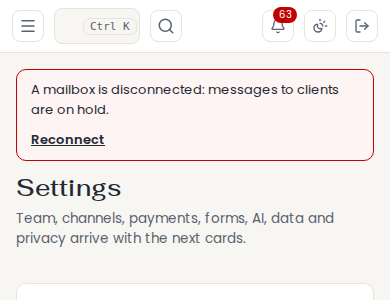 Ctrl K
63
A mailbox is disconnected: messages to clients
are on hold.
Reconnect
Settings
Team, channels, payments, forms, AI, data and
privacy arrive with the next cards.